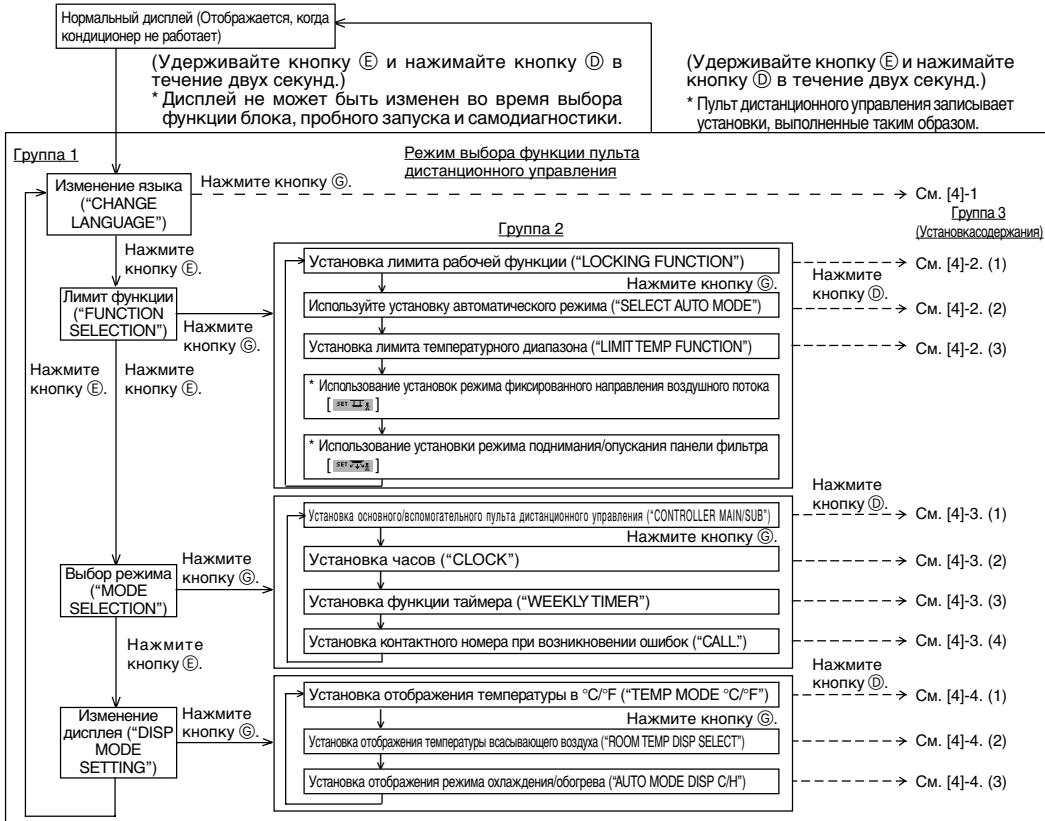 Нормальный дисплей (Отображается, когда
кондиционер не работает)
(Удерживайте кнопку Ⓔ и нажимайте кнопку Ⓓ в
течение двух секунд.)
* Дисплей не может быть изменен во время выбора
функции блока, пробного запуска и самодиагностики.
(Удерживайте кнопку Ⓔ и нажимайте
кнопку Ⓓ в течение двух секунд.)
* Пульт дистанционного управления записывает
установки, выполненные таким образом.
Группа 1
Режим выбора функции пульта
дистанционного управления
Изменение языка
(“CHANGE
LANGUAGE”)
Нажмите кнопку Ⓖ.
См. [4]-1
Группа 3
(Установкасодержания)
Группа 2
Нажмите
кнопку Ⓔ.
Лимит функции
(“FUNCTION
SELECTION”)
Нажмите
кнопку Ⓖ.
Установка лимита рабочей функции (“LOCKING FUNCTION”)
Нажмите кнопку Ⓖ.
Нажмите
кнопку Ⓓ.
См. [4]-2. (1)
Используйте установку автоматического режима (“SELECT AUTO MODE”)
См. [4]-2. (2)
Установка лимита температурного диапазона (“LIMIT TEMP FUNCTION”)
См. [4]-2. (3)
Нажмите
кнопку Ⓔ.
Нажмите
кнопку Ⓔ.
* Использование установок режима фиксированного направления воздушного потока
[ SET ]
* Использование установки режима поднимания/опускания панели фильтра
[ SET ]
Нажмите
кнопку Ⓓ.
Установка основного/вспомогательного пульта дистанционного управления (“CONTROLLER MAIN/SUB”)
См. [4]-3. (1)
Нажмите кнопку Ⓖ.
Выбор режима
(“MODE
SELECTION”)
Нажмите
кнопку Ⓖ.
Установка часов (“CLOCK”)
См. [4]-3. (2)
Установка функции таймера (“WEEKLY TIMER”)
См. [4]-3. (3)
Установка контактного номера при возникновении ошибок (“CALL.”)
См. [4]-3. (4)
Нажмите
кнопку Ⓔ.
Нажмите
кнопку Ⓓ.
Изменение
дисплея (“DISP
MODE
SETTING”)
Нажмите
кнопку Ⓖ.
Установка отображения температуры в °C/°F (“TEMP MODE °C/°F”)
См. [4]-4. (1)
Нажмите кнопку Ⓖ.
Установка отображения температуры всасывающего воздуха (“ROOM TEMP DISP SELECT”)
См. [4]-4. (2)
Установка отображения режима охлаждения/обогрева (“AUTO MODE DISP C/H”)
См. [4]-4. (3)